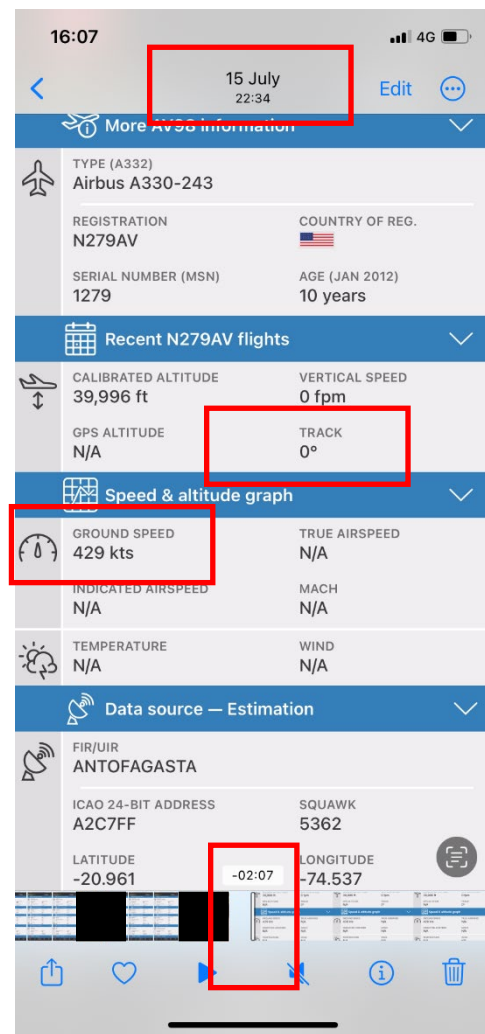 16:07
4G
15 July
22:34
Edit
More AV98 information
TYPE (A332)
Airbus A330-243
REGISTRATION
COUNTRY OF REG.
N279AV
SERIAL NUMBER (MSN)
AGE (JAN 2012)
1279
10 years
Recent N279AV flights
CALIBRATED ALTITUDE
VERTICAL SPEED
39,996 ft
0 fpm
GPS ALTITUDE
TRACK
N/A
0°
Speed & altitude graph
GROUND SPEED
TRUE AIRSPEED
429 kts
N/A
INDICATED AIRSPEED
MACH
N/A
N/A
TEMPERATURE
WIND
N/A
N/A
Data source — Estimation
FIR/UIR
ANTOFAGASTA
ICAO 24-BIT ADDRESS
SQUAWK
A2C7FF
5362
LATITUDE
LONGITUDE
-20.961
-02:07
-74.537